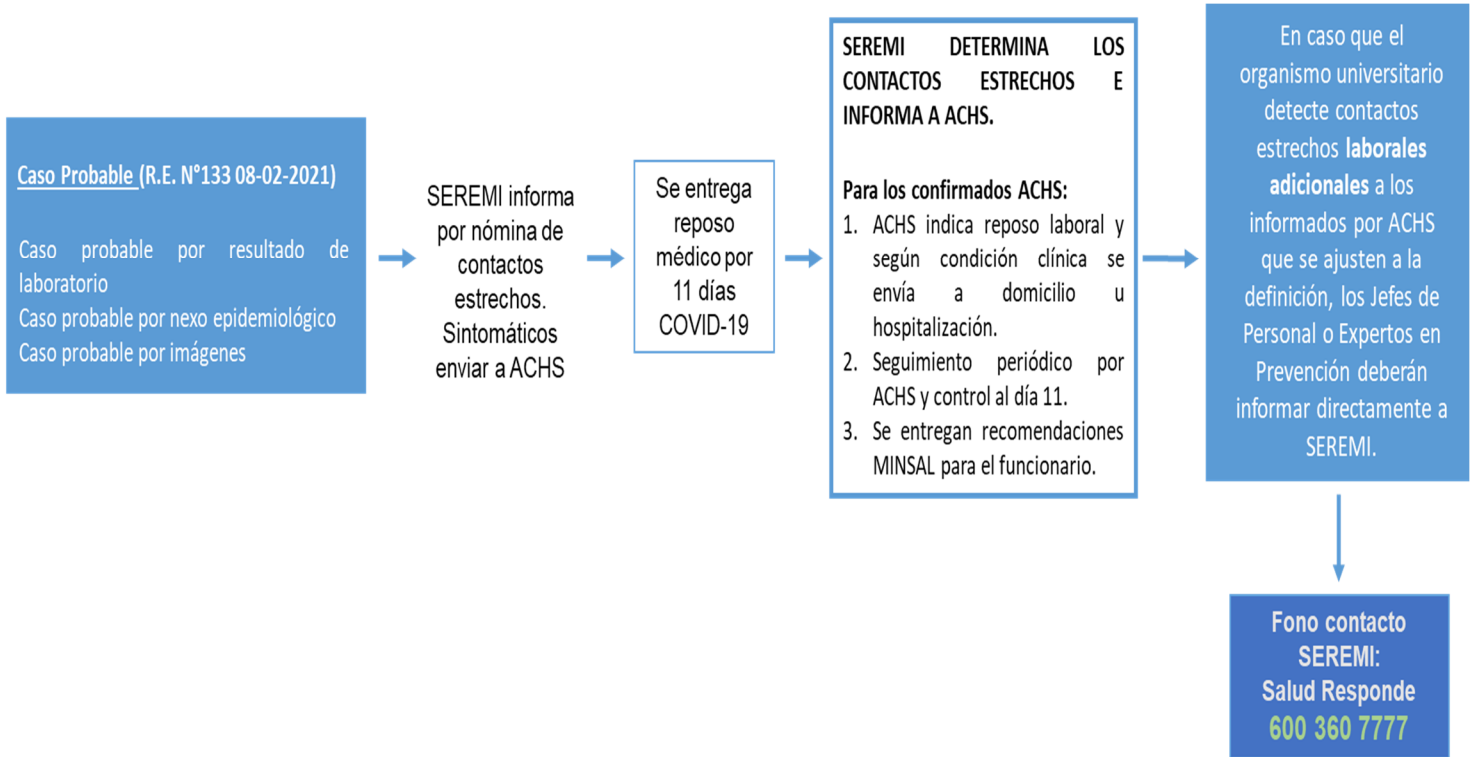 Caso Probable (R.E. N°133 08-02-2021)
Caso probable por resultado de
laboratorio
Caso probable por nexo epidemiológico
Caso probable por imágenes
SEREMI informa
por nómina de
contactos
estrechos.
Sintomáticos
enviar a ACHS
Se entrega
reposo
médico por
11 días
COVID-19
SEREMI DETERMINA LOS
CONTACTOS ESTRECHOS E
INFORMA A ACHS.
Para los confirmados ACHS:
1. ACHS indica reposo laboral y
según condición clínica se
envía a domicilio u
hospitalización.
2. Seguimiento periódico por
ACHS y control al día 11.
3. Se entregan recomendaciones
MINSAL para el funcionario.
En caso que el
organismo universitario
detecte contactos
estrechos laborales
adicionales a los
informados por ACHS
que se ajusten a la
definición, los Jefes de
Personal o Expertos en
Prevención deberán
informar directamente a
SEREMI.
Fono contacto
SEREMI:
Salud Responde
600 360 7777